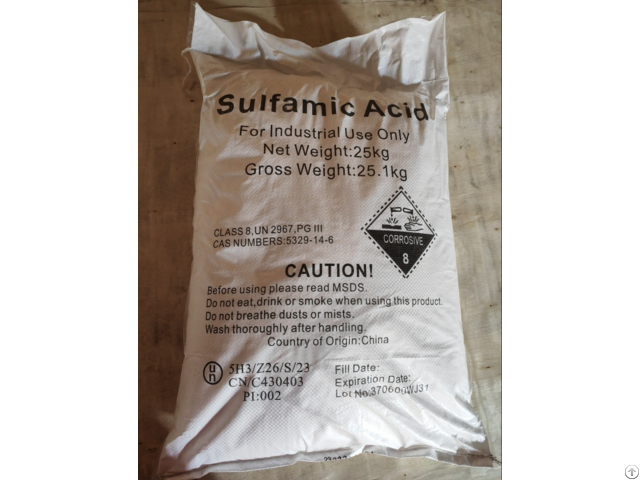 Sulfamic Acid
For Industrial Use Only
Net Weight:25kg
Gross Weight:25.1kg
CLASS 8,UN 2967,PG III
CAS NUMBERS:5329-14-6
CORROSIVE
8
CAUTION!
Before using please read MSDS.
Do not eat,drink or smoke when using this product.
Do not breathe dusts or mists.
Wash thoroughly after handling.
Country of Origin:China
un
5H3/Z26/S/23
CN/C430403
PI:002
Fill Date:
Expiration Date:
Lot No.